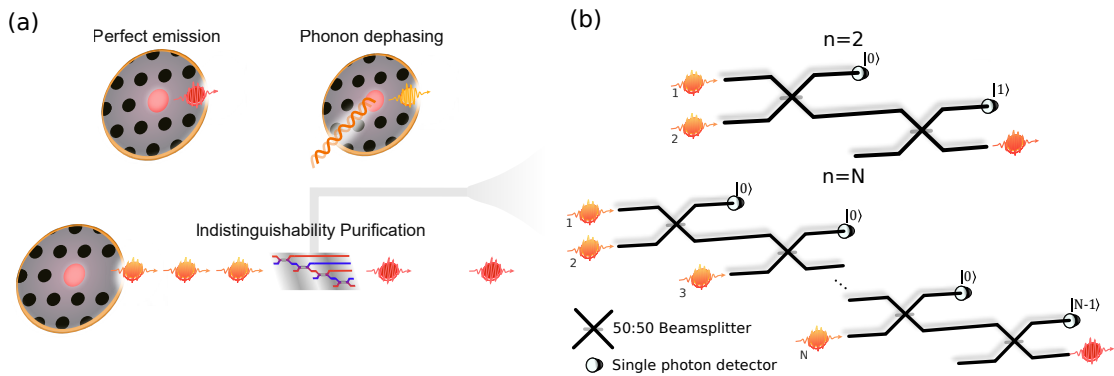 (a)
Perfect emission
Phonon dephasing
Indistinguishability Purification
(b)
n=2
|0⟩
1
|1⟩
2
n=N
|0⟩
1
|0⟩
2
3
|0⟩
|N-1⟩
N
50:50 Beamsplitter
Single photon detector